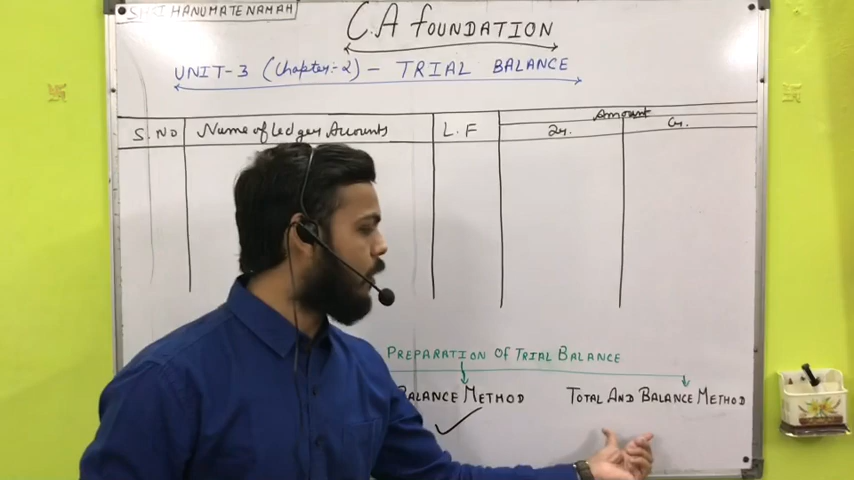 SHRI HANUMATE NAMAH
C.A FOUNDATION
UNIT-3 (Chapter:-2) - TRIAL BALANCE
S.NO Name of Ledger Accounts L.F Amount
Dr. Cr.
PREPARATION OF TRIAL BALANCE
BALANCE METHOD TOTAL AND BALANCE METHOD